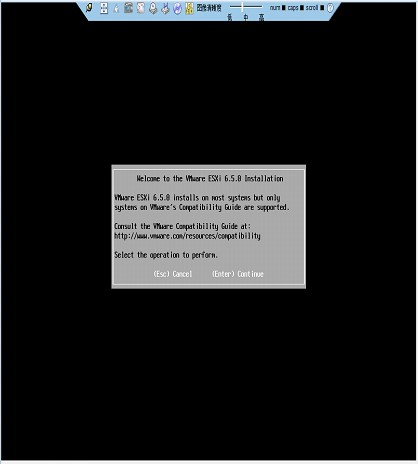 图像清晰度
低 中 高
num caps scroll
Welcome to the VMware ESXi 6.5.0 Installation
VMware ESXi 6.5.0 installs on most systems but only
systems on VMware's Compatibility Guide are supported.
Consult the VMware Compatibility Guide at:
http://www.vmware.com/resources/compatibility
Select the operation to perform.
(Esc) Cancel (Enter) Continue